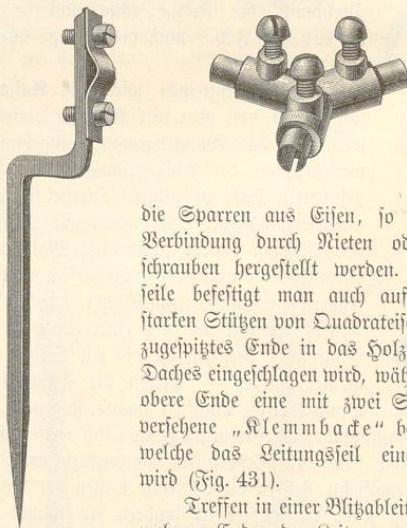 die Sparren aus Eisen, so
Verbindung durch Nieten od
schrauben hergestellt werden.
seile befestigt man auch auf
starken Stützen von Quadrateis
zugespitztes Ende in das Holz
Daches eingeschlagen wird, wäh
obere Ende eine mit zwei S
versehene „Klemmbacke“ be
welche das Leitungsseil ein
wird (Fig. 431).
Treffen in einer Blitzableit